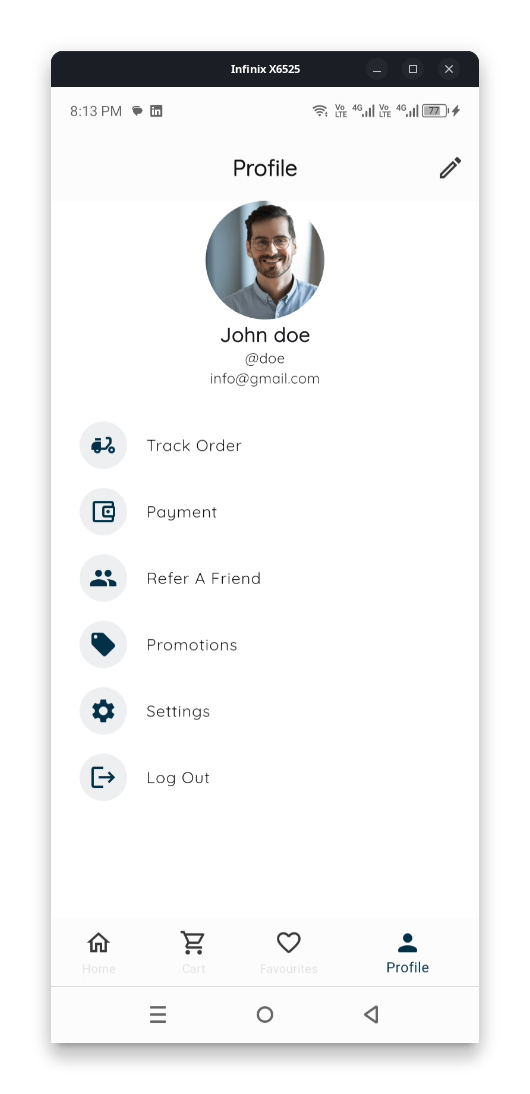 Infinix X6525
8:13 PM
Vo LTE 4G Vo LTE 4G 77
Profile
John doe
@doe
info@gmail.com
Track Order
Payment
Refer A Friend
Promotions
Settings
Log Out
Home Cart Favourites Profile